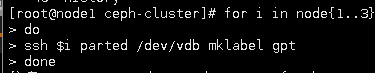 [root@node1 ceph-cluster]# for i in node{1..3}
> do
> ssh $i parted /dev/vdb mklabel gpt
> done